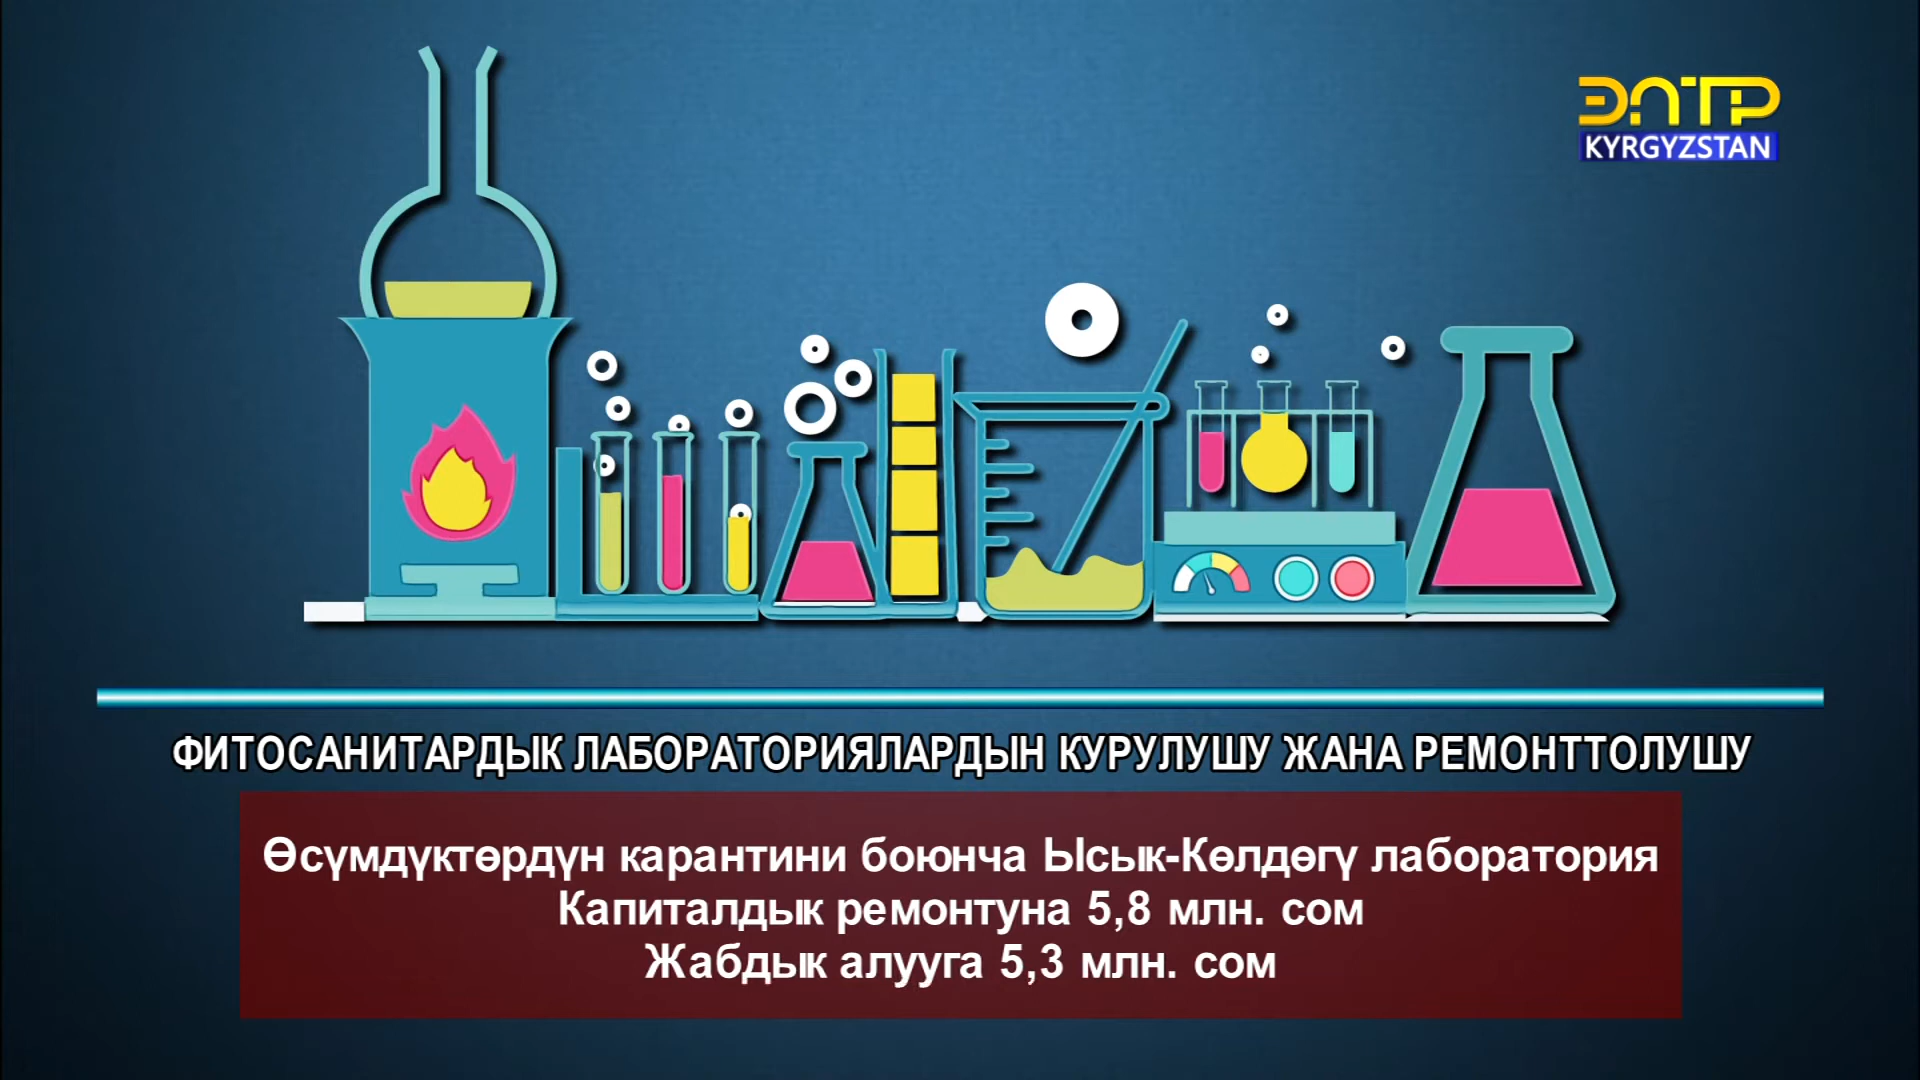 ЭЛТР
KYRGYZSTAN
ФИТОСАНИТАРДЫК ЛАБОРАТОРИЯЛАРДЫН КУРУЛУШУ ЖАНА РЕМОНТТОЛУШУ
Өсүмдүктөрдүн карантини боюнча Ысык-Көлдөгү лаборатория
Капиталдык ремонтуна 5,8 млн. сом
Жабдык алууга 5,3 млн. сом